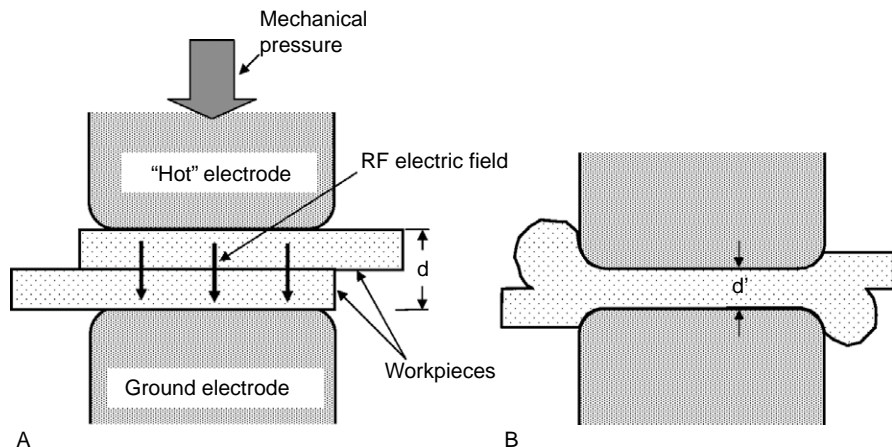 Mechanical
pressure
“Hot” electrode
RF electric field
d
d’
Workpieces
Ground electrode
A
B